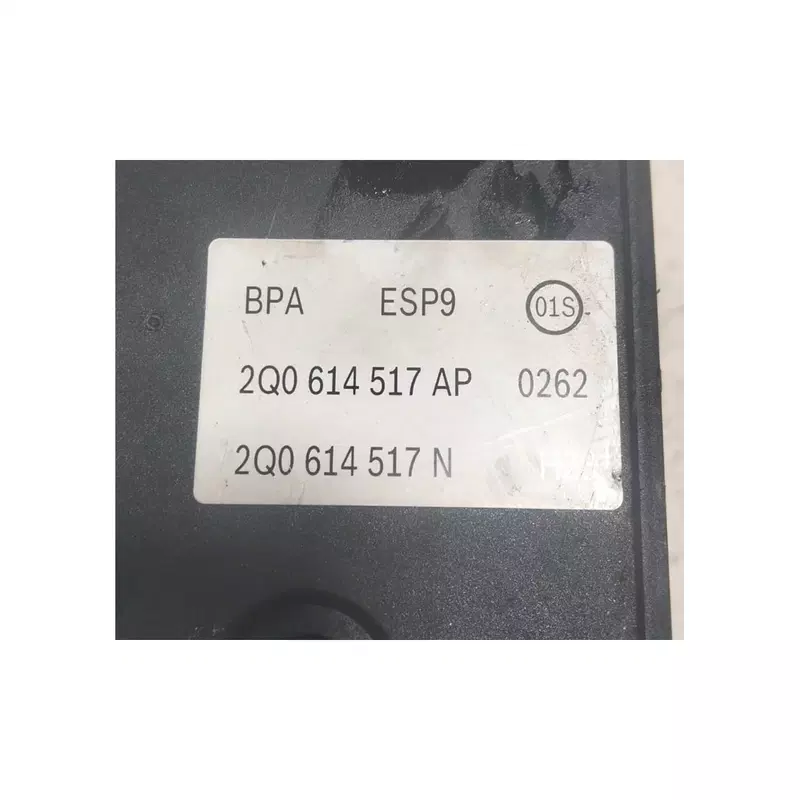 BPA ESP9 01S
2Q0 614 517 AP 0262
2Q0 614 517 N